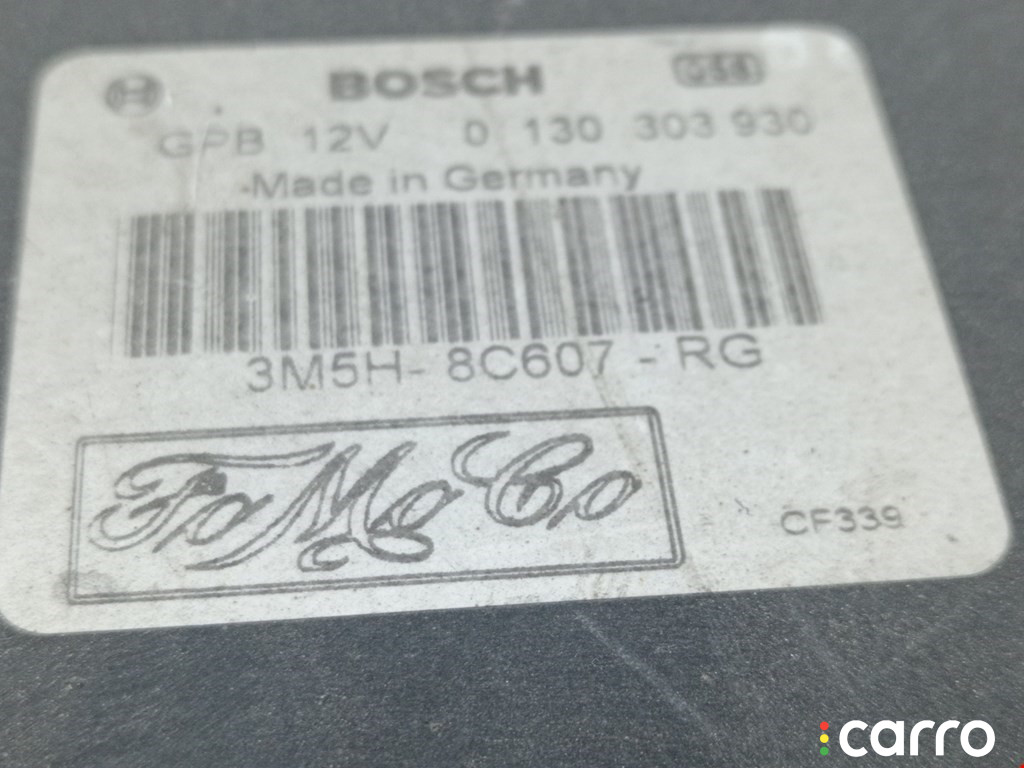 BOSCH
GPB 12V 0 130 303 930
Made in Germany
3M5H-8C607-RG
FoMoCo
CF339
carro